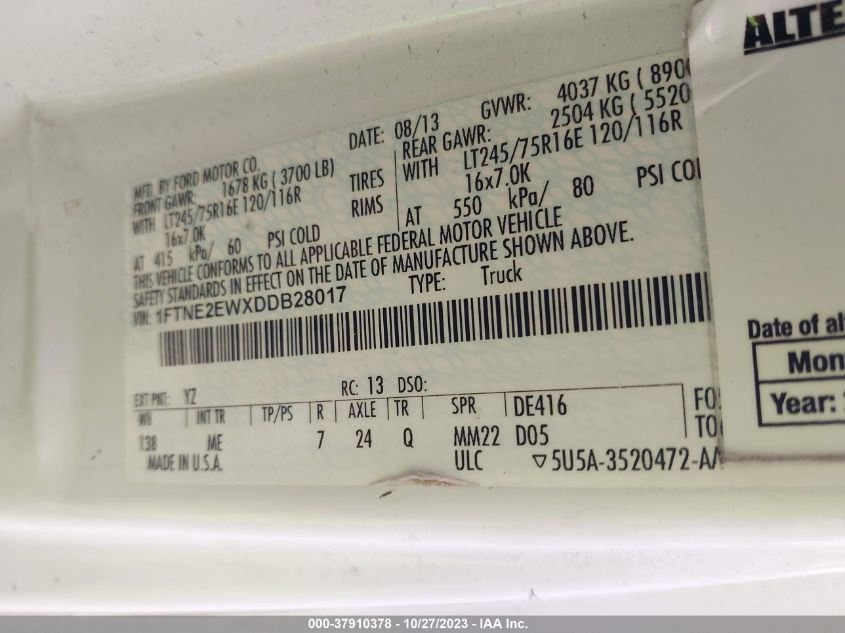 ALTE
MFD. BY FORD MOTOR CO. DATE: 08/13 GVWR: 4037 KG ( 890
FRONT GAWR: 1678 KG ( 3700 LB) REAR GAWR: 2504 KG ( 5520
WITH LT245/75R16E 120/116R TIRES WITH LT245/75R16E 120/116R
16x7.0K RIMS 16x7.0K
AT 415 kPa/ 60 PSI COLD AT 550 kPa/ 80 PSI COL
THIS VEHICLE CONFORMS TO ALL APPLICABLE FEDERAL MOTOR VEHICLE
SAFETY STANDARDS IN EFFECT ON THE DATE OF MANUFACTURE SHOWN ABOVE.
VIN: 1FTNE2EWXDDB28017 TYPE: Truck
EXT PNT: YZ RC: 13 DSO:
WB INT TR TP/PS R AXLE TR SPR DE416 FO
138 ME 7 24 Q MM22 D05 TO
MADE IN U.S.A. ULC ▽5U5A-3520472-AA
Date of al
Mon
Year:
000-37910378 | 10/27/2023 - IAA Inc.